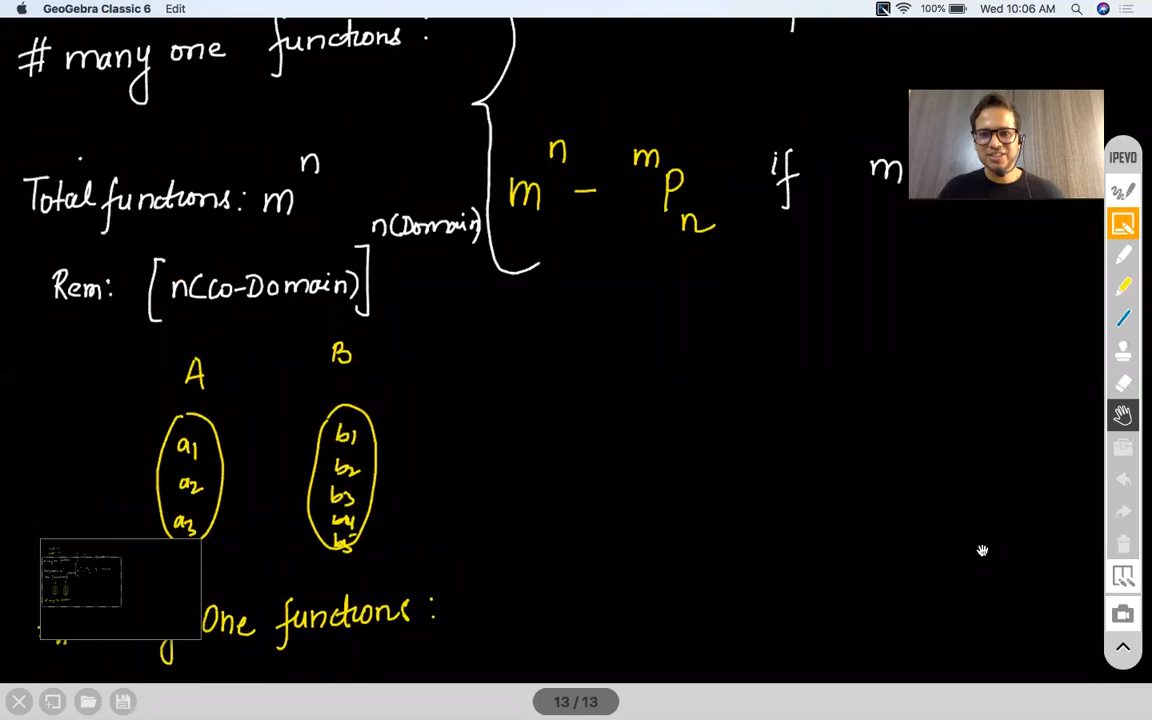 GeoGebra Classic 6 Edit 100% Wed 10:06 AM
# many one functions :
Total functions: m^n
m^n - ^mP_n if m
Rem: [n(Co-Domain)]^n(Domain)
IPEVO
A B
a1
a2
a3
b1
b2
b3
b4
b5
One functions :
13 / 13